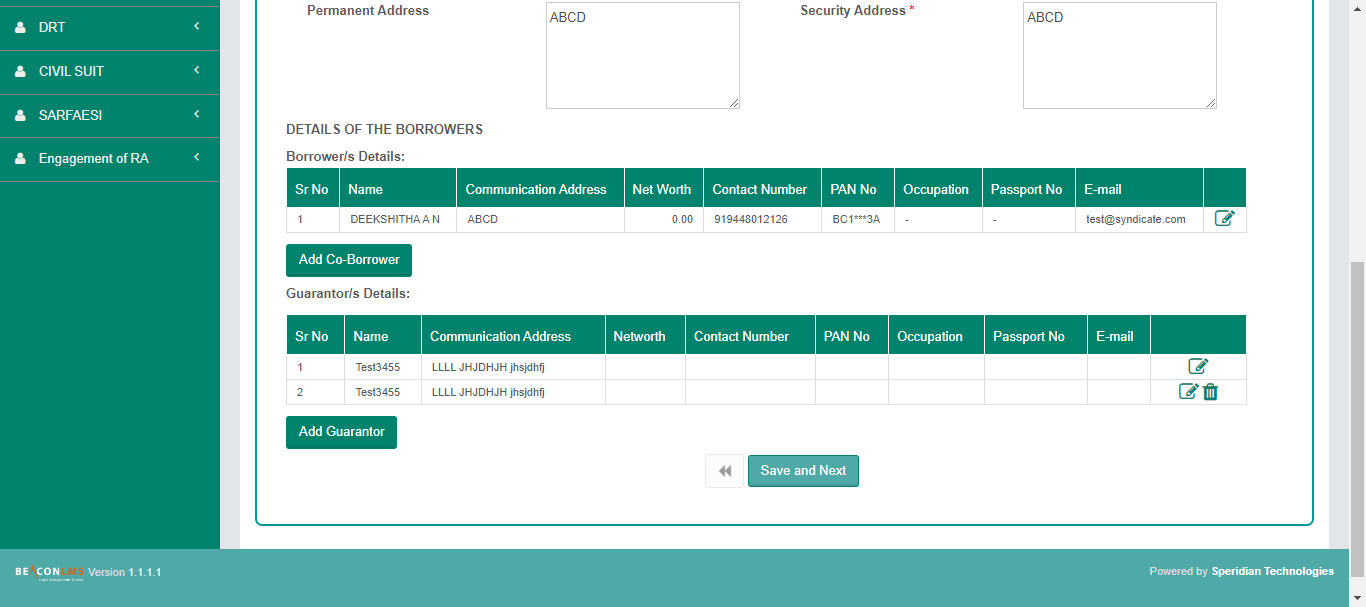 Permanent Address
ABCD
Security Address *
ABCD
DRT
CIVIL SUIT
SARFAESI
Engagement of RA
DETAILS OF THE BORROWERS
Borrower/s Details:
Sr No Name Communication Address Net Worth Contact Number PAN No Occupation Passport No E-mail
1 DEEKSHITHA A N ABCD 0.00 919448012126 BC1***3A - - test@syndicate.com
Add Co-Borrower
Guarantor/s Details:
Sr No Name Communication Address Networth Contact Number PAN No Occupation Passport No E-mail
1 Test3455 LLLL JHJDHJH jhsjdhfj
2 Test3455 LLLL JHJDHJH jhsjdhfj
Add Guarantor
Save and Next
BEACONLMS Version 1.1.1.1
Powered by Speridian Technologies